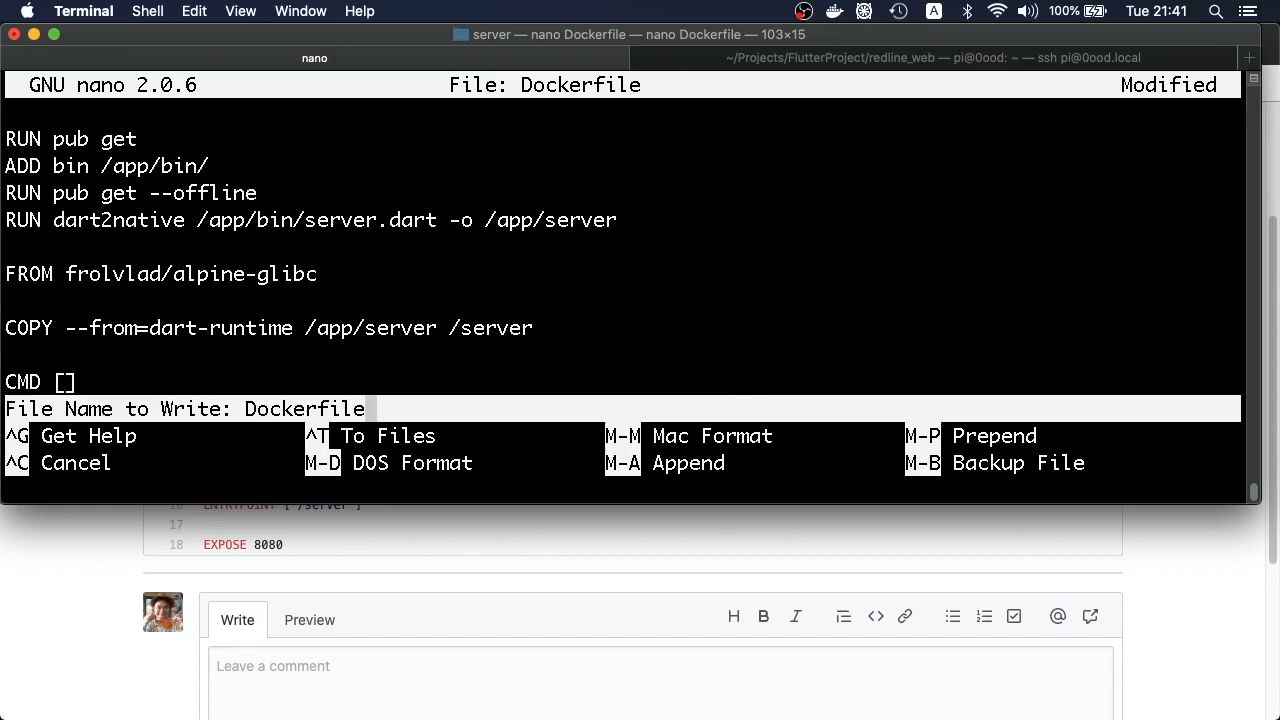 Terminal Shell Edit View Window Help A 100% Tue 21:41
server — nano Dockerfile — nano Dockerfile — 103×15
nano ~/Projects/FlutterProject/redline_web — pi@0ood: ~ — ssh pi@0ood.local
GNU nano 2.0.6 File: Dockerfile Modified
RUN pub get
ADD bin /app/bin/
RUN pub get --offline
RUN dart2native /app/bin/server.dart -o /app/server
FROM frolvlad/alpine-glibc
COPY --from=dart-runtime /app/server /server
CMD []
File Name to Write: Dockerfile
^G Get Help ^T To Files M-M Mac Format M-P Prepend
^C Cancel M-D DOS Format M-A Append M-B Backup File
16 ENTRYPOINT ["/server"]
17
18 EXPOSE 8080
Write Preview H B I
Leave a comment